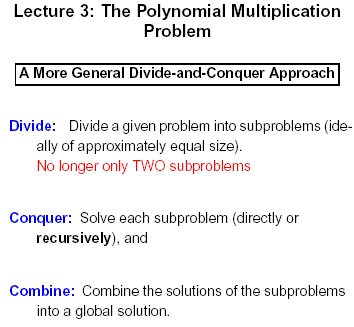 Lecture 3: The Polynomial Multiplication
Problem
A More General Divide-and-Conquer Approach
Divide: Divide a given problem into subproblems (ide-
ally of approximately equal size).
No longer only TWO subproblems
Conquer: Solve each subproblem (directly or
recursively), and
Combine: Combine the solutions of the subproblems
into a global solution.